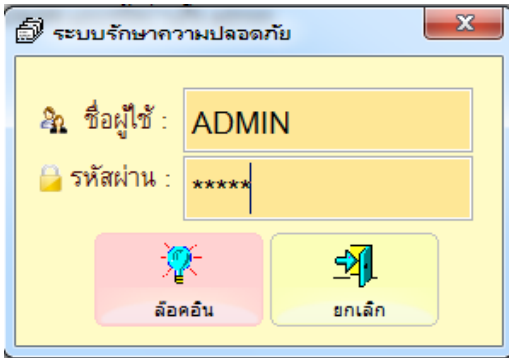 ระบบรักษาความปลอดภัย
ชื่อผู้ใช้ : ADMIN
รหัสผ่าน : *****
ล๊อคอิน ยกเลิก